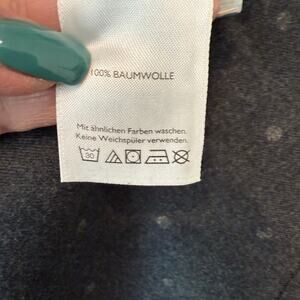 100% BAUMWOLLE
Mit ähnlichen Farben waschen.
Keine Weichspüler verwenden.
30